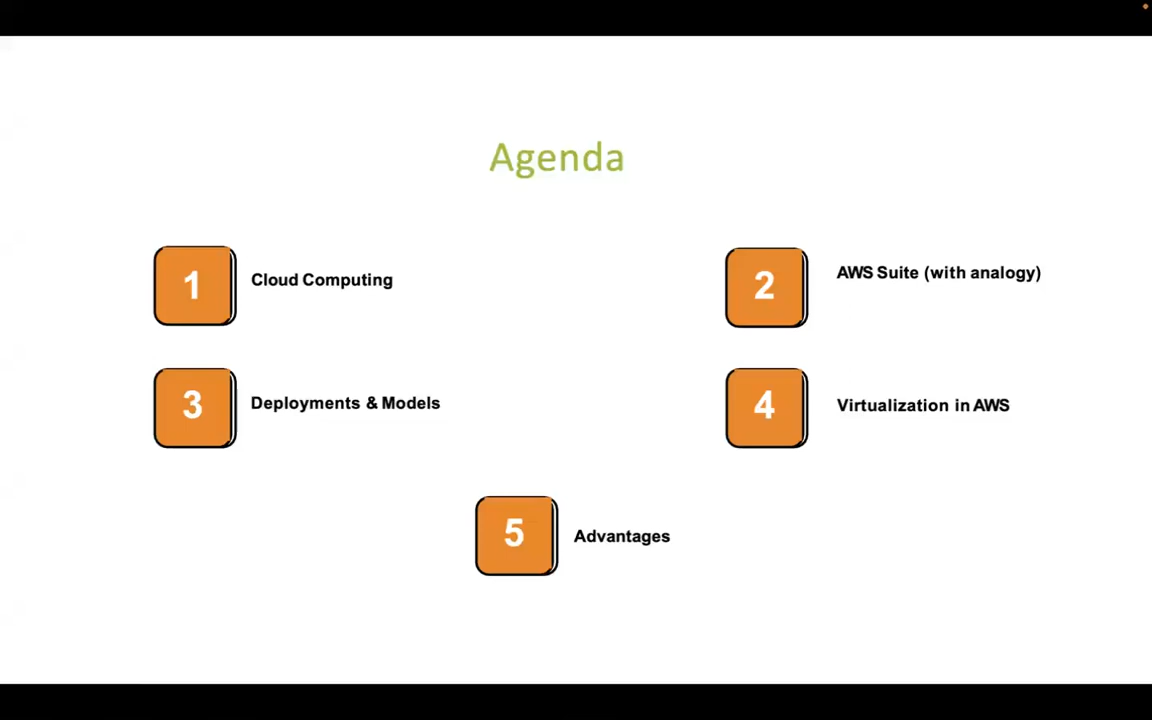 Agenda
1
Cloud Computing
2
AWS Suite (with analogy)
3
Deployments & Models
4
Virtualization in AWS
5
Advantages